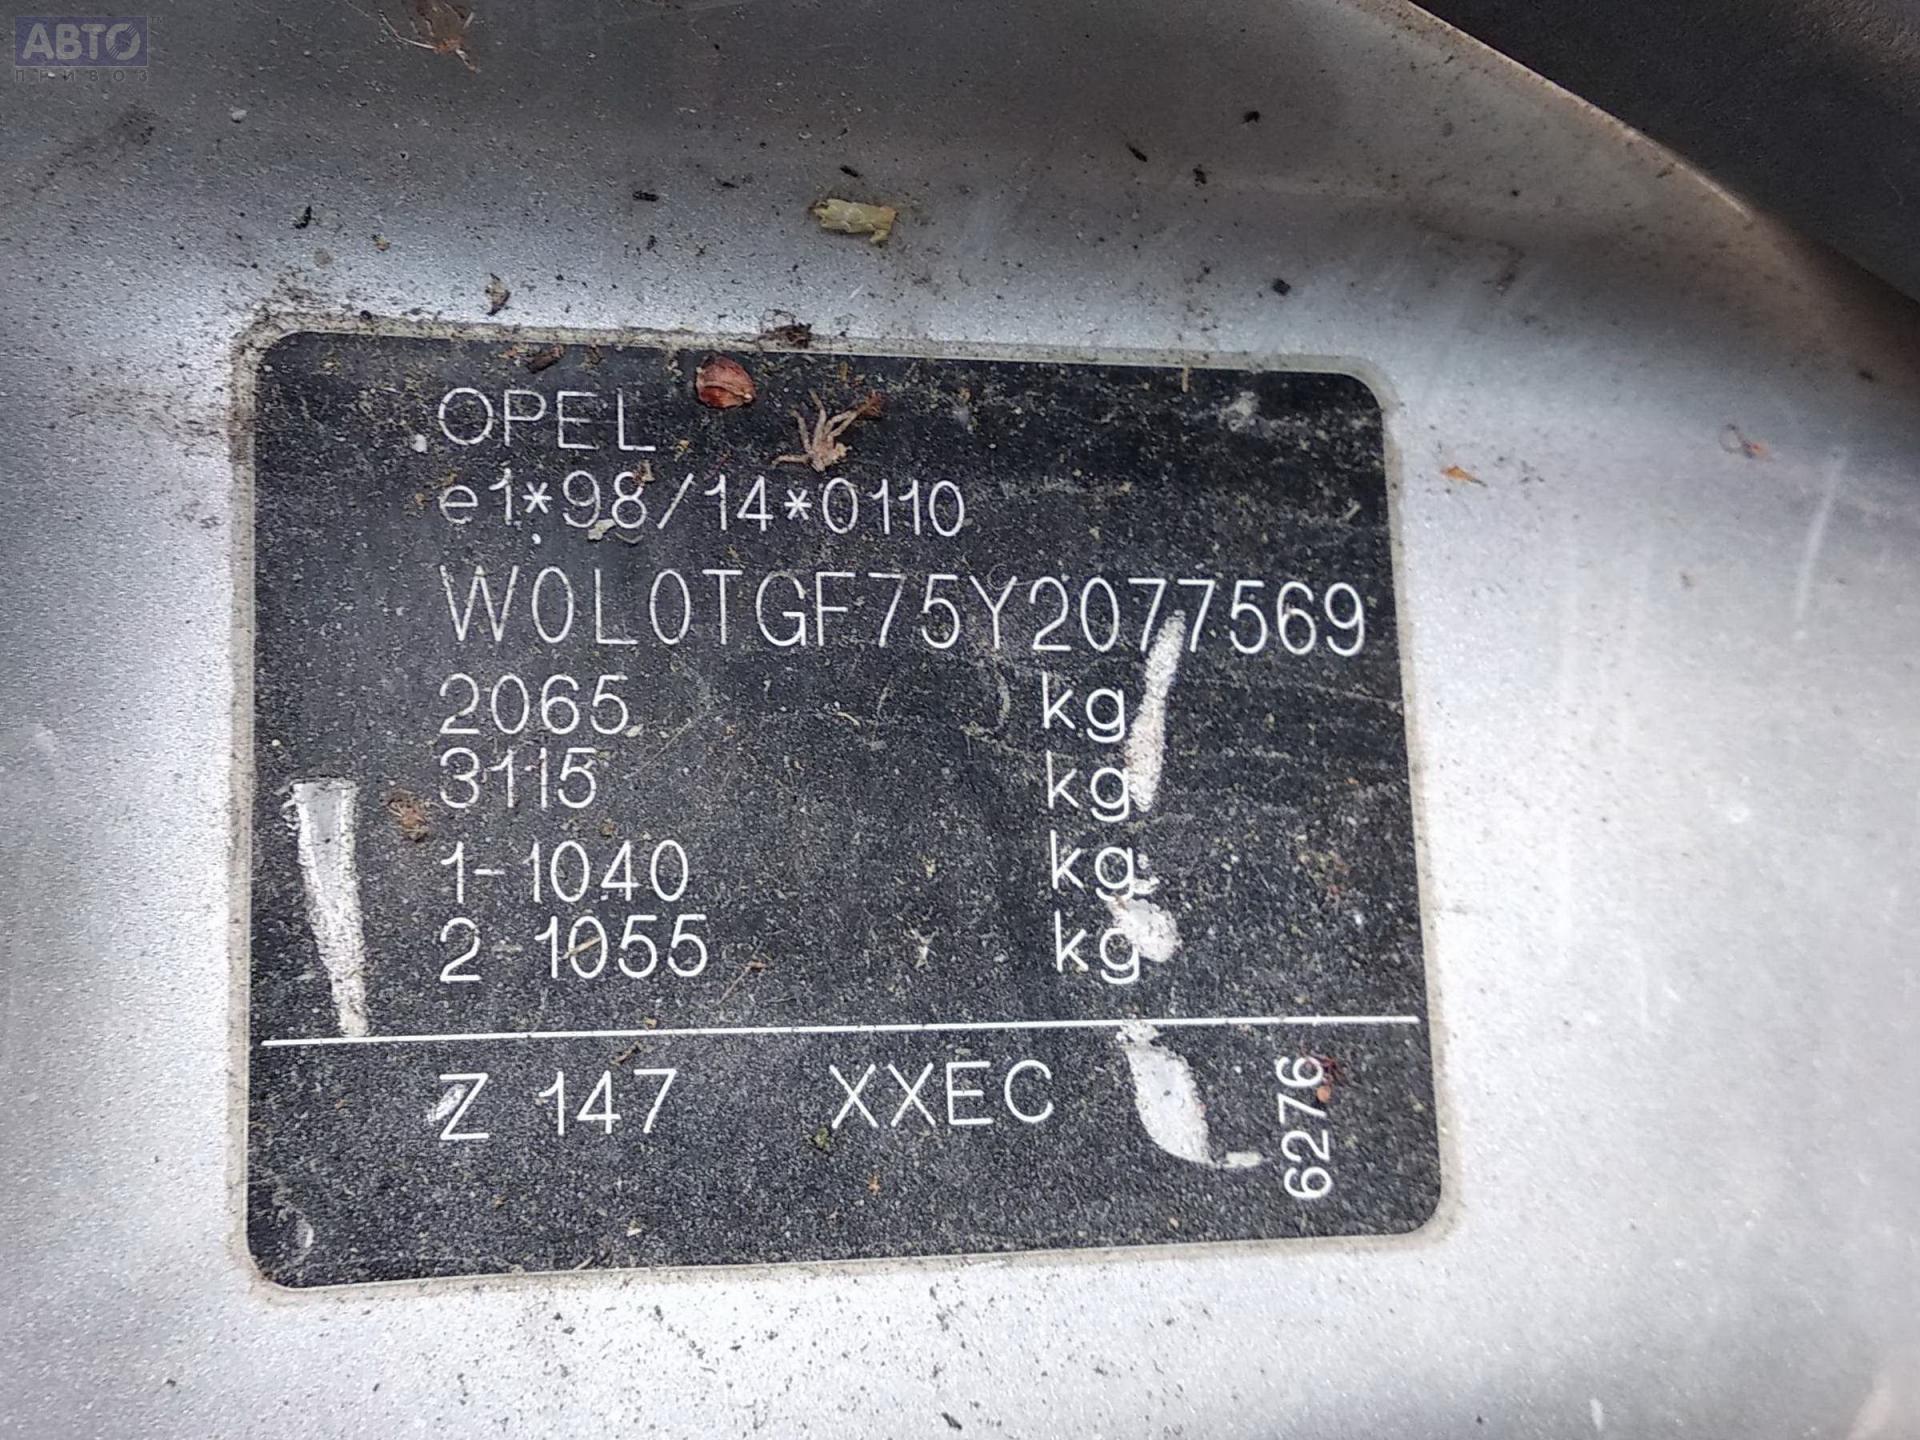 АВТО
ПРИВОЗ
OPEL
e1*98/14*0110
W0L0TGF75Y2077569
2065 kg
3115 kg
1-1040 kg
2-1055 kg
Z 147 XXEC
6276